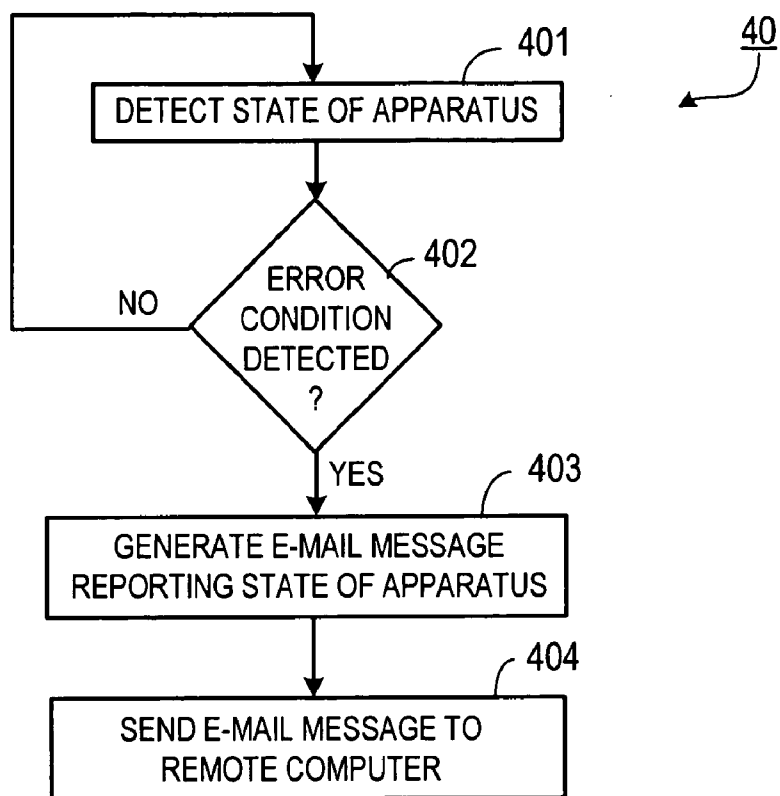 40
401
DETECT STATE OF APPARATUS
402
ERROR
CONDITION
DETECTED
?
NO
YES
403
GENERATE E-MAIL MESSAGE
REPORTING STATE OF APPARATUS
404
SEND E-MAIL MESSAGE TO
REMOTE COMPUTER